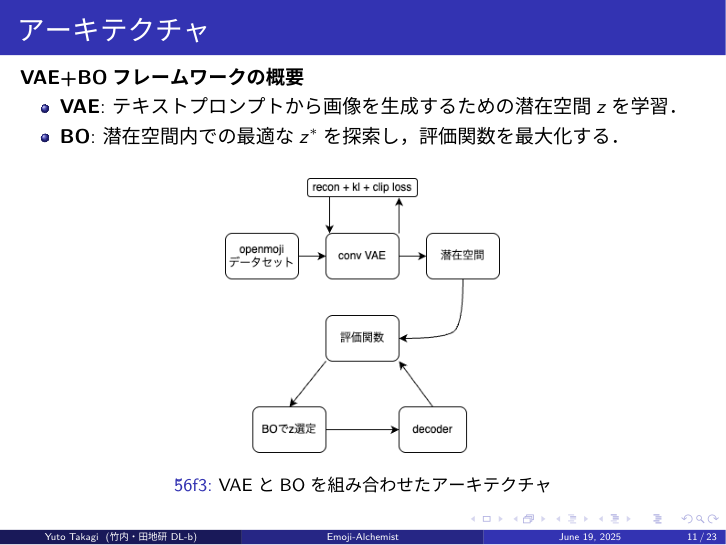 アーキテクチャ
VAE+BO フレームワークの概要
VAE: テキストプロンプトから画像を生成するための潜在空間 z を学習．
BO: 潜在空間内での最適な z* を探索し，評価関数を最大化する．
recon + kl + clip loss
openmoji
データセット
conv VAE
潜在空間
評価関数
BOでz選定
decoder
56f3: VAE と BO を組み合わせたアーキテクチャ
Yuto Takagi (竹内・田地研 DL-b)
Emoji-Alchemist
June 19, 2025
11 / 23